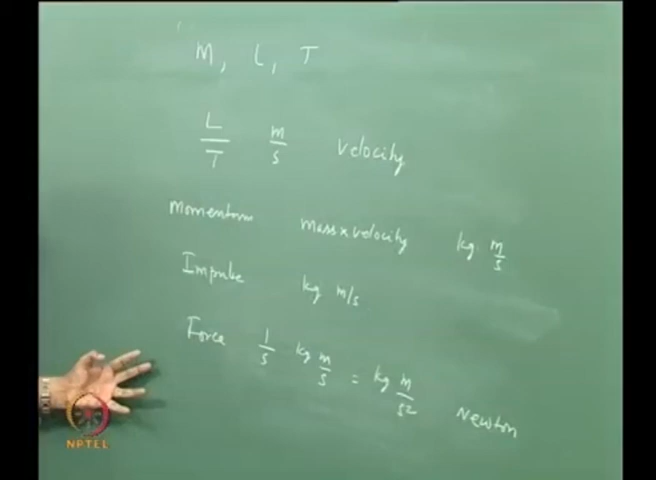 M, L, T
L/T m/s velocity
Momentum mass x velocity kg. m/s
Impulse kg m/s
Force 1/s kg m/s = kg m/s² Newton
NPTEL